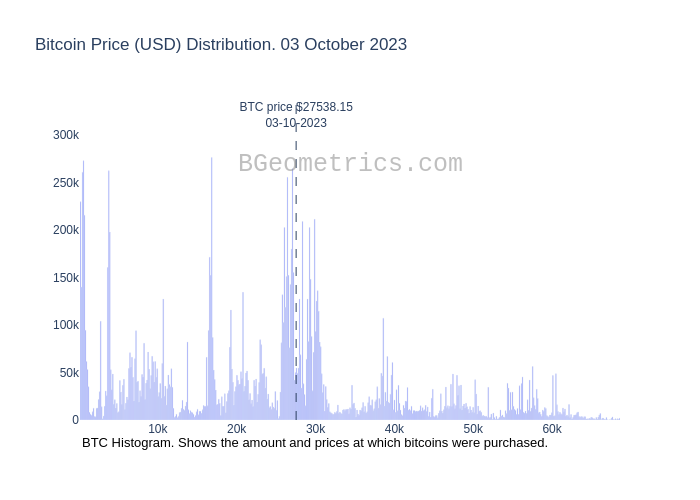 Bitcoin Price (USD) Distribution. 03 October 2023
BTC price $27538.15
03-10-2023
BGeometrics.com
300k
250k
200k
150k
100k
50k
0
10k 20k 30k 40k 50k 60k
BTC Histogram. Shows the amount and prices at which bitcoins were purchased.